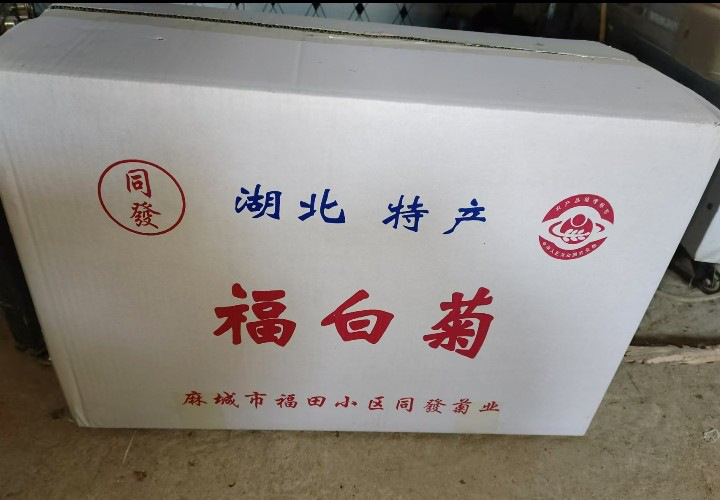 同
發
湖北 特产
福白菊
麻城市福田小区同發菊业